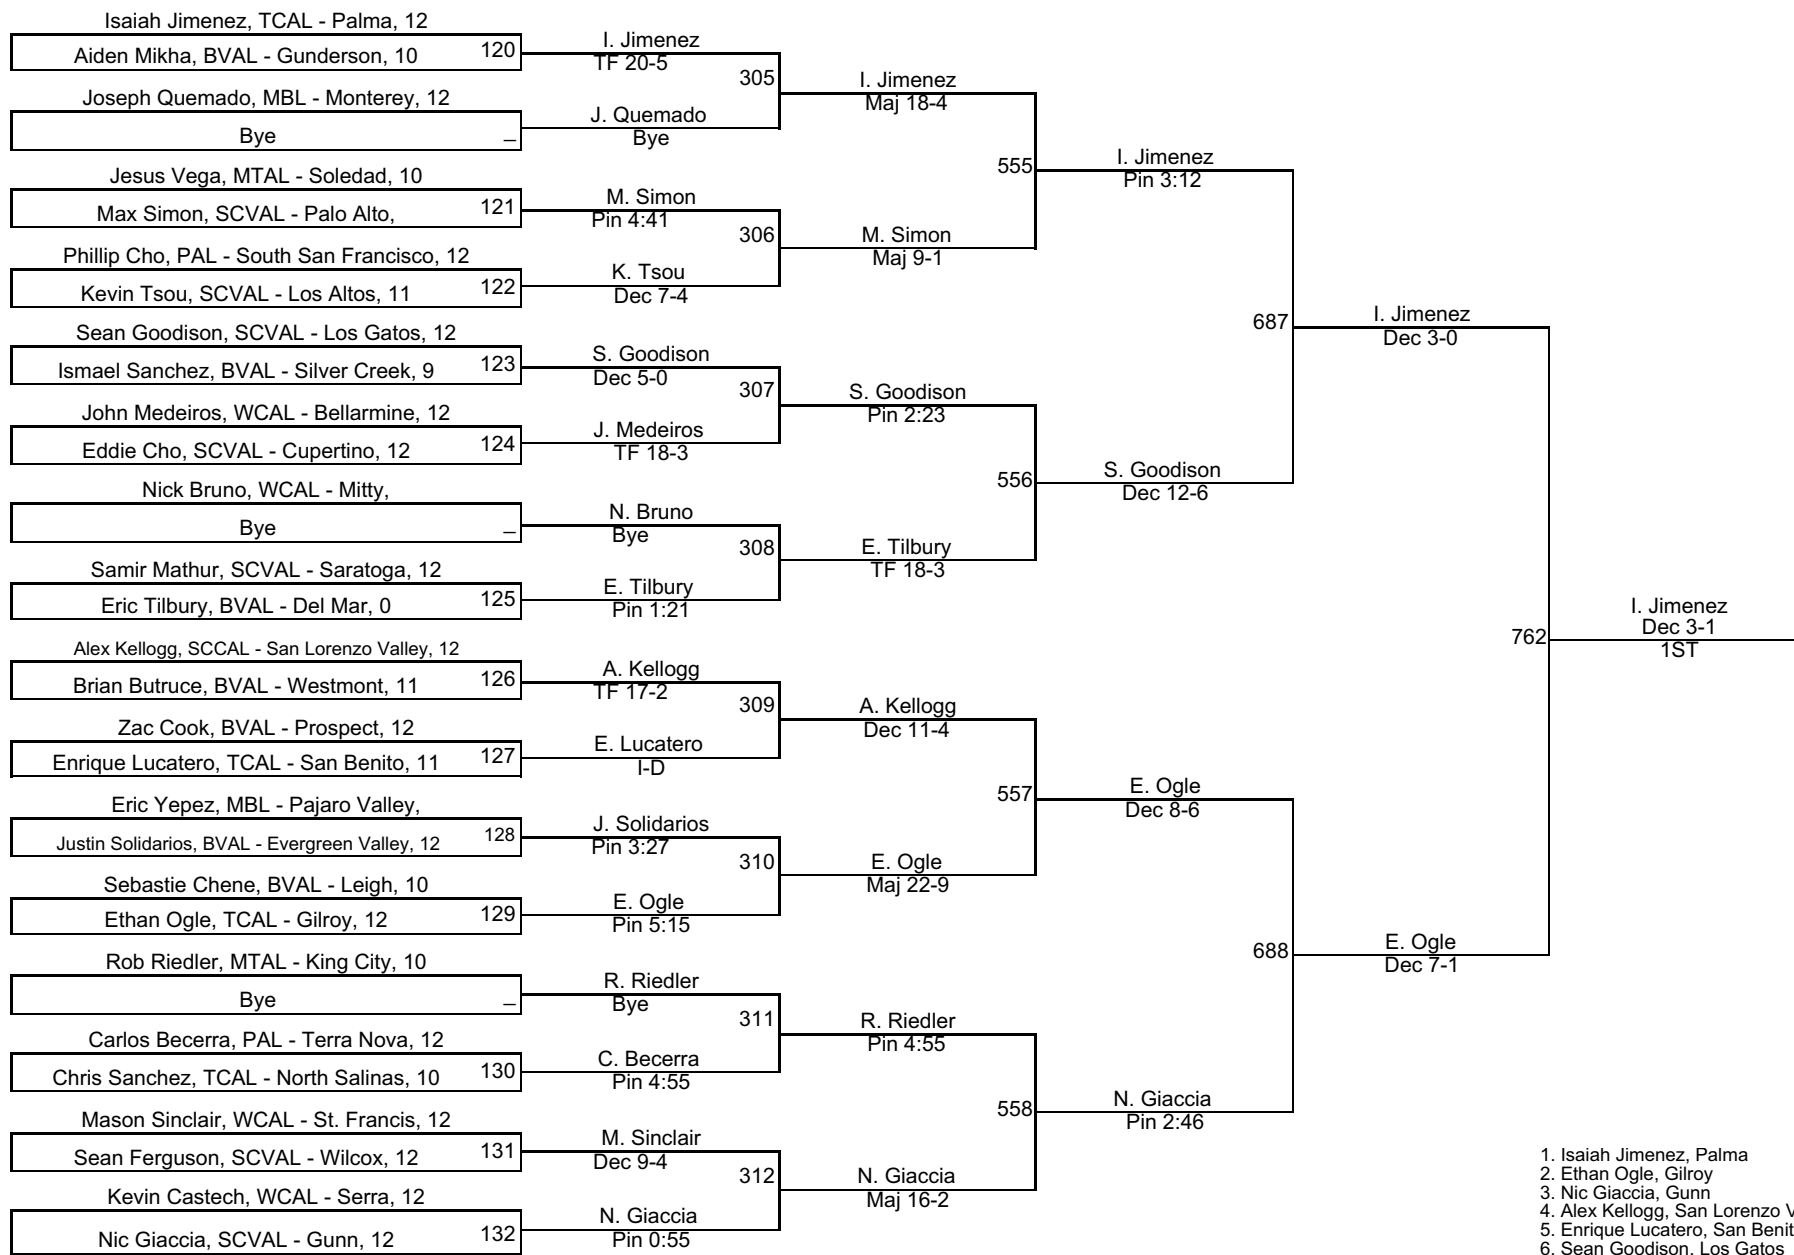 Isaiah Jimenez, TCAL - Palma, 12
Aiden Mikha, BVAL - Gunderson, 10
120
Joseph Quemado, MBL - Monterey, 12
Bye
_
Jesus Vega, MTAL - Soledad, 10
Max Simon, SCVAL - Palo Alto,
121
Phillip Cho, PAL - South San Francisco, 12
Kevin Tsou, SCVAL - Los Altos, 11
122
Sean Goodison, SCVAL - Los Gatos, 12
Ismael Sanchez, BVAL - Silver Creek, 9
123
John Medeiros, WCAL - Bellarmine, 12
Eddie Cho, SCVAL - Cupertino, 12
124
Nick Bruno, WCAL - Mitty,
Bye
_
Samir Mathur, SCVAL - Saratoga, 12
Eric Tilbury, BVAL - Del Mar, 0
125
Alex Kellogg, SCCAL - San Lorenzo Valley, 12
Brian Butruce, BVAL - Westmont, 11
126
Zac Cook, BVAL - Prospect, 12
Enrique Lucatero, TCAL - San Benito, 11
127
Eric Yepez, MBL - Pajaro Valley,
Justin Solidarios, BVAL - Evergreen Valley, 12
128
Sebastie Chene, BVAL - Leigh, 10
Ethan Ogle, TCAL - Gilroy, 12
129
Rob Riedler, MTAL - King City, 10
Bye
_
Carlos Becerra, PAL - Terra Nova, 12
Chris Sanchez, TCAL - North Salinas, 10
130
Mason Sinclair, WCAL - St. Francis, 12
Sean Ferguson, SCVAL - Wilcox, 12
131
Kevin Castech, WCAL - Serra, 12
Nic Giaccia, SCVAL - Gunn, 12
132
I. Jimenez
TF 20-5
305
J. Quemado
Bye
M. Simon
Pin 4:41
306
K. Tsou
Dec 7-4
S. Goodison
Dec 5-0
307
J. Medeiros
TF 18-3
N. Bruno
Bye
308
E. Tilbury
Pin 1:21
A. Kellogg
TF 17-2
309
E. Lucatero
I-D
J. Solidarios
Pin 3:27
310
E. Ogle
Pin 5:15
R. Riedler
Bye
311
C. Becerra
Pin 4:55
M. Sinclair
Dec 9-4
312
N. Giaccia
Pin 0:55
I. Jimenez
Maj 18-4
555
M. Simon
Maj 9-1
S. Goodison
Pin 2:23
556
E. Tilbury
TF 18-3
A. Kellogg
Dec 11-4
557
E. Ogle
Maj 22-9
R. Riedler
Pin 4:55
558
N. Giaccia
Maj 16-2
I. Jimenez
Pin 3:12
687
S. Goodison
Dec 12-6
E. Ogle
Dec 8-6
688
N. Giaccia
Pin 2:46
I. Jimenez
Dec 3-0
762
E. Ogle
Dec 7-1
I. Jimenez
Dec 3-1
1ST
1. Isaiah Jimenez, Palma
2. Ethan Ogle, Gilroy
3. Nic Giaccia, Gunn
4. Alex Kellogg, San Lorenzo V
5. Enrique Lucatero, San Benit
6. Sean Goodison, Los Gatos